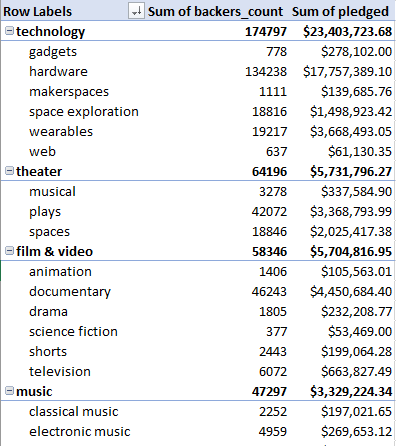 Row Labels Sum of backers_count Sum of pledged
technology 174797 $23,403,723.68
gadgets 778 $278,102.00
hardware 134238 $17,757,389.10
makerspaces 1111 $139,685.76
space exploration 18816 $1,498,923.42
wearables 19217 $3,668,493.05
web 637 $61,130.35
theater 64196 $5,731,796.27
musical 3278 $337,584.90
plays 42072 $3,368,793.99
spaces 18846 $2,025,417.38
film & video 58346 $5,704,816.95
animation 1406 $105,563.01
documentary 46243 $4,450,684.40
drama 1805 $232,208.77
science fiction 377 $53,469.00
shorts 2443 $199,064.28
television 6072 $663,827.49
music 47297 $3,329,224.34
classical music 2252 $197,021.65
electronic music 4959 $269,653.12